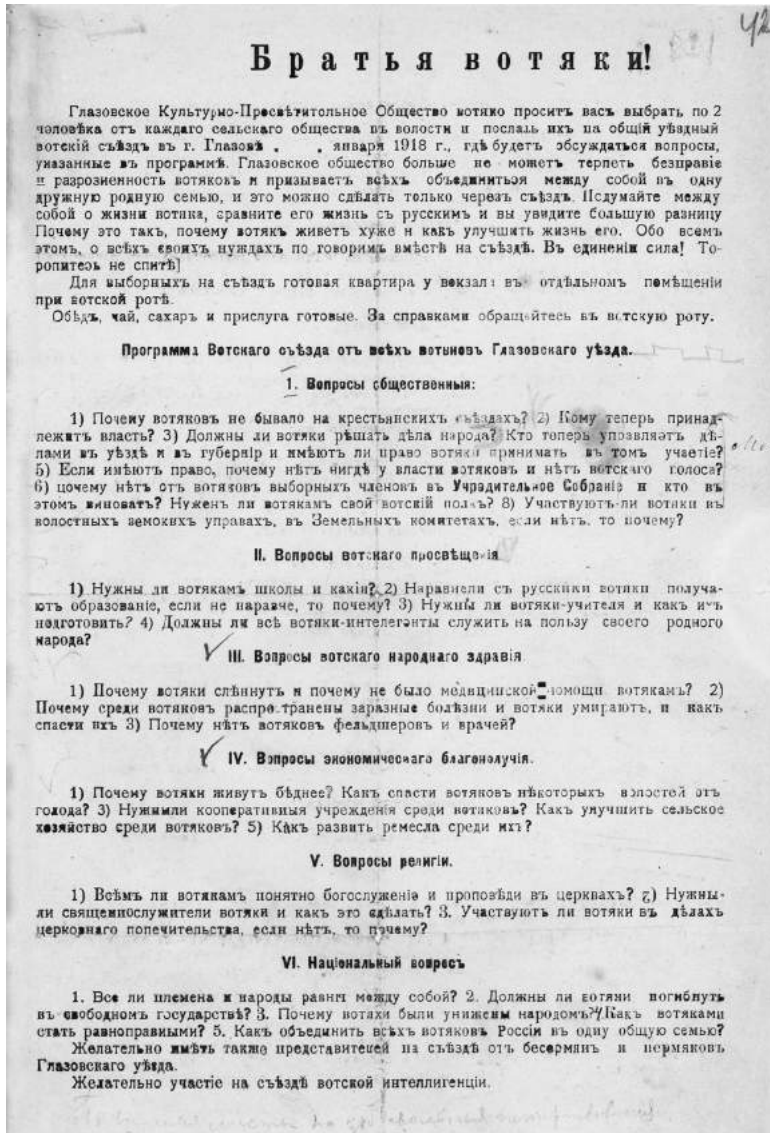 42
Братья вотяки!
Глазовское Культурно-Просвѣтительное Общество вотяко проситъ васъ выбрать по 2
человѣка отъ каждаго сельскаго общества въ волости и послать ихъ на общій уѣздный
вотскій съѣздъ въ г. Глазовѣ . . января 1918 г., гдѣ будетъ обсуждаться вопросы,
указанные въ программѣ. Глазовское общество больше не можетъ терпеть безправіе
и разрозненность вотяковъ и призываетъ всѣхъ объединиться между собой въ одну
дружную родную семью, и это можно сдѣлать только черезъ съѣздъ. Подумайте между
собой о жизни вотяка, сравните его жизнь съ русскимъ и вы увидите большую разницу
Почему это такъ, почему вотякъ живетъ хуже и какъ улучшить жизнь его. Обо всемъ
этомъ, о всѣхъ своихъ нуждахъ по говоримъ вмѣстѣ на съѣздѣ. Въ единеніи сила! То-
ропитесь не спитѣ]
Для выборныхъ на съѣздъ готовая квартира у вокзала въ отдѣльномъ помѣщеніи
при вотской ротѣ.
Обѣдъ, чай, сахаръ и прислуга готовые. За справками обращайтесь въ вотскую роту.
Программа Вотскаго съѣзда отъ всѣхъ вотяковъ Глазовскаго уѣзда.
I. Вопросы общественныя:
1) Почему вотяковъ не бывало на крестьянскихъ съѣздахъ? 2) Кому теперь принад-
лежитъ власть? 3) Должны ли вотяки рѣшать дѣла народа? Кто теперь управляэтъ дѣ-
лами въ уѣздѣ и въ губерніи и имѣютъ ли право вотяки принимать въ томъ участіе?
5) Если имѣютъ право, почему нѣтъ нигдѣ у власти вотяковъ и нѣтъ вотскаго голоса?
6) почему нѣтъ отъ вотяковъ выборныхъ членовъ въ Учредительное Собраніе и кто въ
этомъ виноватъ? Нуженъ ли вотякамъ свой вотскій полкъ? 8) Участвуютъ-ли вотяки въ
волостныхъ земскихъ управахъ, въ Земельныхъ комитетахъ, если нѣтъ, то почему?
II. Вопросы вотскаго просвѣщенія
1) Нужны ли вотякамъ школы и какія? 2) Наравнели съ русскими вотяки получа-
ютъ образованіе, если не наравне, то почему? 3) Нужны ли вотяки-учителя и какъ ихъ
подготовить? 4) Должны ли всѣ вотяки-интелегэнты служить на пользу своего родного
народа?
III. Вопросы вотскаго народнаго здравія
1) Почему вотяки слѣпнутъ и почему не было медицинской помощи вотякамъ? 2)
Почему среди вотяковъ распространены заразные болѣзни и вотяки умираютъ, и какъ
спасти ихъ 3) Почему нѣтъ вотяковъ фельдшеровъ и врачей?
IV. Вопросы экономическаго благополучія.
1) Почему вотяки живутъ бѣднее? Какъ спасти вотяковъ нѣкоторыхъ волостей отъ
голода? 3) Нужныли кооперативныя учрежденія среди вотяковъ? Какъ улучшить сельское
хозяйство среди вотяковъ? 5) Какъ развить ремесла среди ихъ?
V. Вопросы религіи.
1) Всѣмъ ли вотякамъ понятно богослуженіе и проповѣди въ церквахъ? 2) Нужны-
ли священнослужители вотяки и какъ это сдѣлать? 3. Участвуютъ ли вотяки въ дѣлахъ
церковнаго попечительства, если нѣтъ, то почему?
VI. Національный вопросъ
1. Все ли племена и народы равны между собой? 2. Должны ли вотяки погибнуть
въ свободномъ государствѣ? 3. Почему вотяки были унижены народомъ? 4. Какъ вотяками
стать равноправными? 5. Какъ объединить всѣхъ вотяковъ Россіи въ одну общую семью?
Желательно имѣть также представителей на съѣздѣ отъ бесермянъ и пермяковъ
Глазовскаго уѣзда.
Желательно участіе на съѣздѣ вотской интеллигенціи.